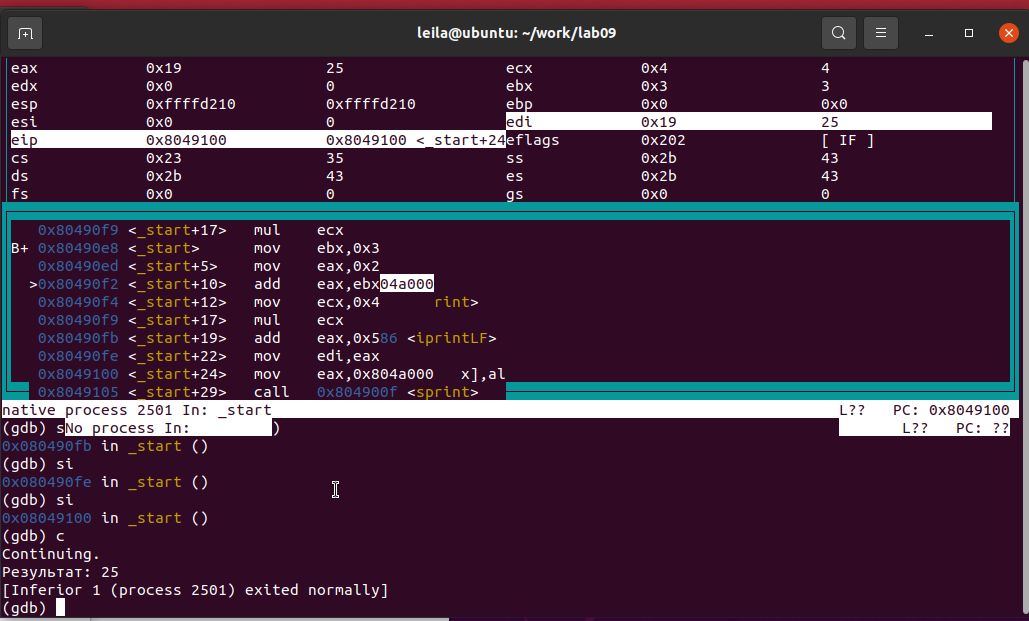 leila@ubuntu: ~/work/lab09
eax 0x19 25 ecx 0x4 4
edx 0x0 0 ebx 0x3 3
esp 0xffffd210 0xffffd210 ebp 0x0 0x0
esi 0x0 0 edi 0x19 25
eip 0x8049100 0x8049100 <_start+24 eflags 0x202 [ IF ]
cs 0x23 35 ss 0x2b 43
ds 0x2b 43 es 0x2b 43
fs 0x0 0 gs 0x0 0
0x80490f9 <_start+17> mul ecx
B+ 0x80490e8 <_start> mov ebx,0x3
0x80490ed <_start+5> mov eax,0x2
>0x80490f2 <_start+10> add eax,ebx04a000
0x80490f4 <_start+12> mov ecx,0x4 rint>
0x80490f9 <_start+17> mul ecx
0x80490fb <_start+19> add eax,0x586 <iprintLF>
0x80490fe <_start+22> mov edi,eax
0x8049100 <_start+24> mov eax,0x804a000 x],al
0x8049105 <_start+29> call 0x804900f <sprint>
native process 2501 In: _start L?? PC: 0x8049100
(gdb) sNo process In: ) L?? PC: ??
0x080490fb in _start ()
(gdb) si
0x080490fe in _start ()
(gdb) si
0x08049100 in _start ()
(gdb) c
Continuing.
Результат: 25
[Inferior 1 (process 2501) exited normally]
(gdb)